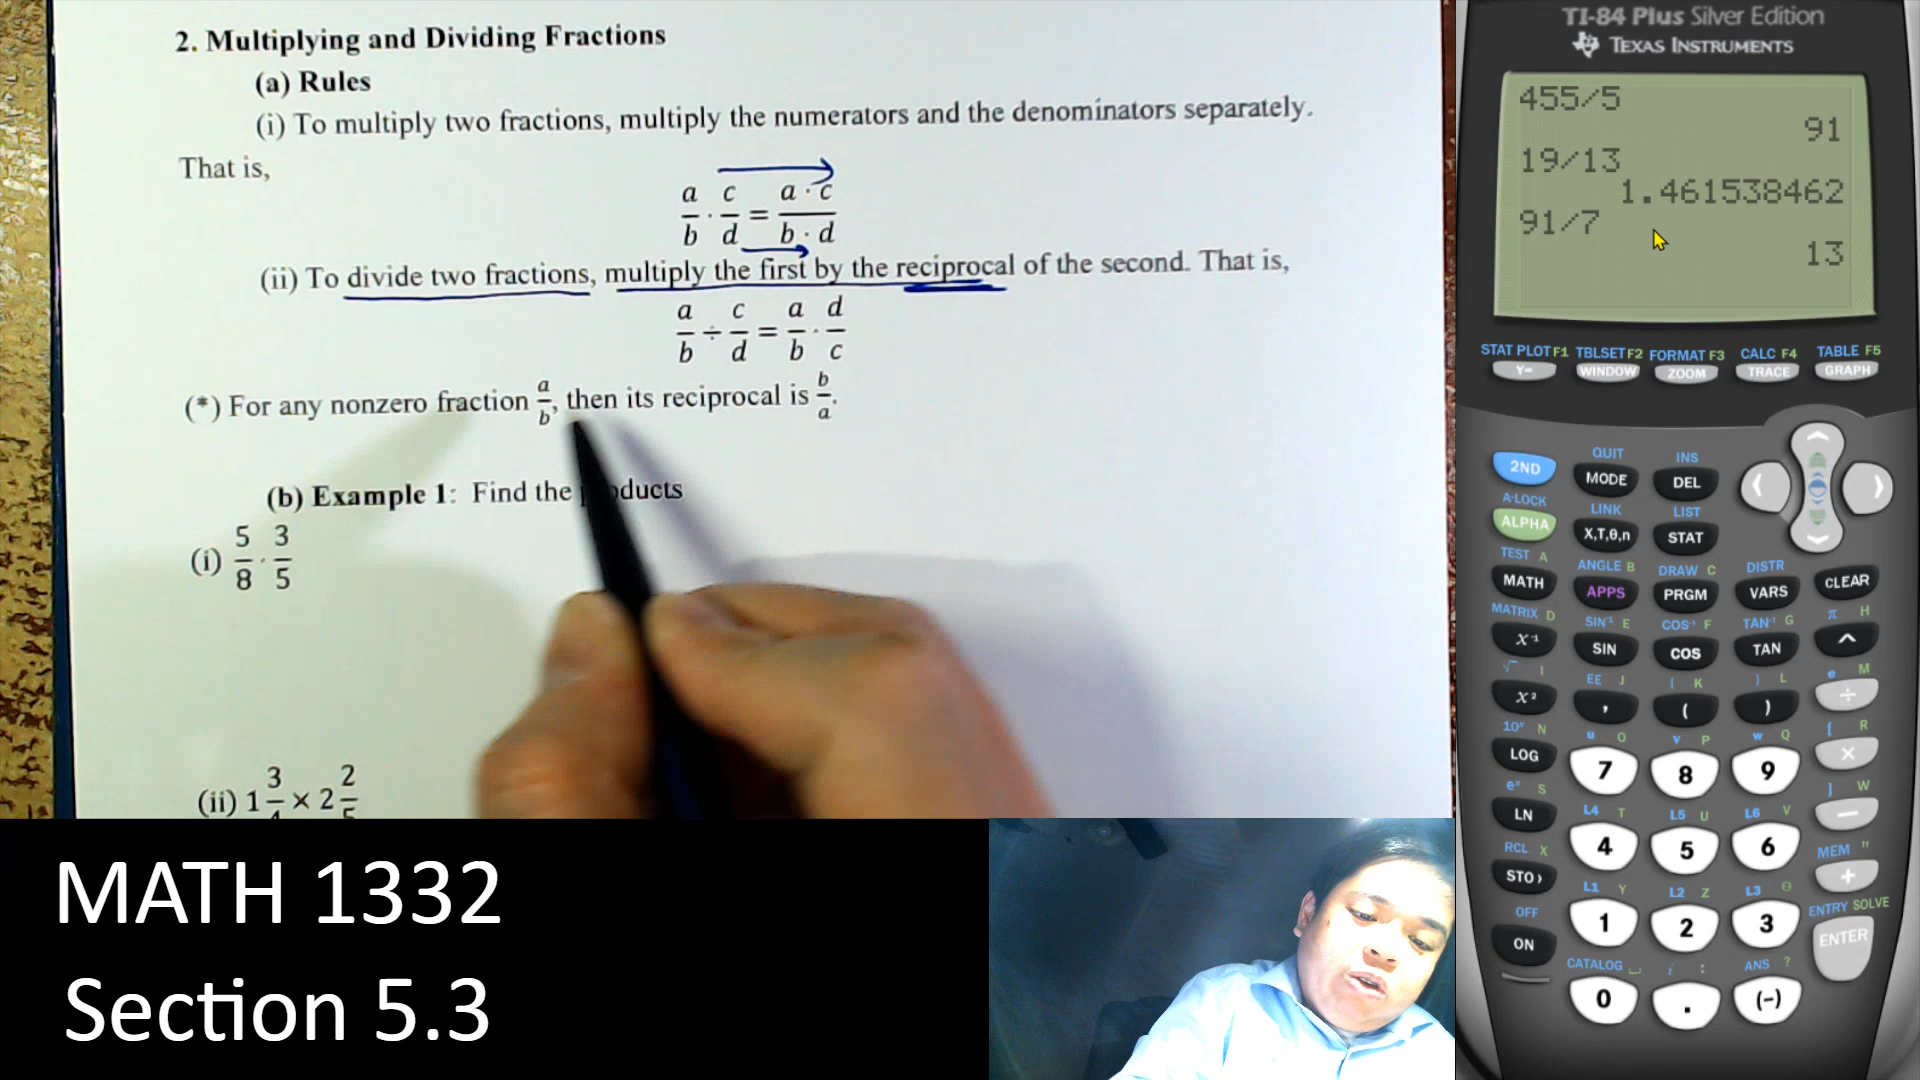 2. Multiplying and Dividing Fractions
(a) Rules
(i) To multiply two fractions, multiply the numerators and the denominators separately.
That is,
a/b · c/d = a · c / b · d
(ii) To divide two fractions, multiply the first by the reciprocal of the second. That is,
a/b ÷ c/d = a/b · d/c
(*) For any nonzero fraction a/b, then its reciprocal is b/a.
(b) Example 1: Find the
(i) 5/8 · 3/5
(ii) 1 3/4 × 2 2/5
MATH 1332
Section 5.3
TI-84 Plus Silver Edition
TEXAS INSTRUMENTS
455/5
91
19/13
1.461538462
91/7
13
STAT PLOT F1 TBLSET F2 FORMAT F3 CALC F4 TABLE F5
Y= WINDOW ZOOM TRACE GRAPH
QUIT INS
2ND MODE DEL
A-LOCK LINK LIST
ALPHA X,T,θ,n STAT
TEST A ANGLE B DRAW C DISTR
MATH APPS PRGM VARS CLEAR
MATRIX D SIN⁻¹ E COS⁻¹ F TAN⁻¹ G π H
X⁻¹ SIN COS TAN ^
√ I EE J { K } L e M
X² , ( ) ÷
10ˣ N u O v P w Q [ R
LOG 7 8 9 ×
eˣ S L4 T L5 U L6 V ] W
LN 4 5 6 −
RCL X L1 Y L2 Z L3 Θ MEM "
STO› 1 2 3 +
OFF CATALOG ⎵ i : ANS ? ENTRY SOLVE
ON 0 . (-) ENTER